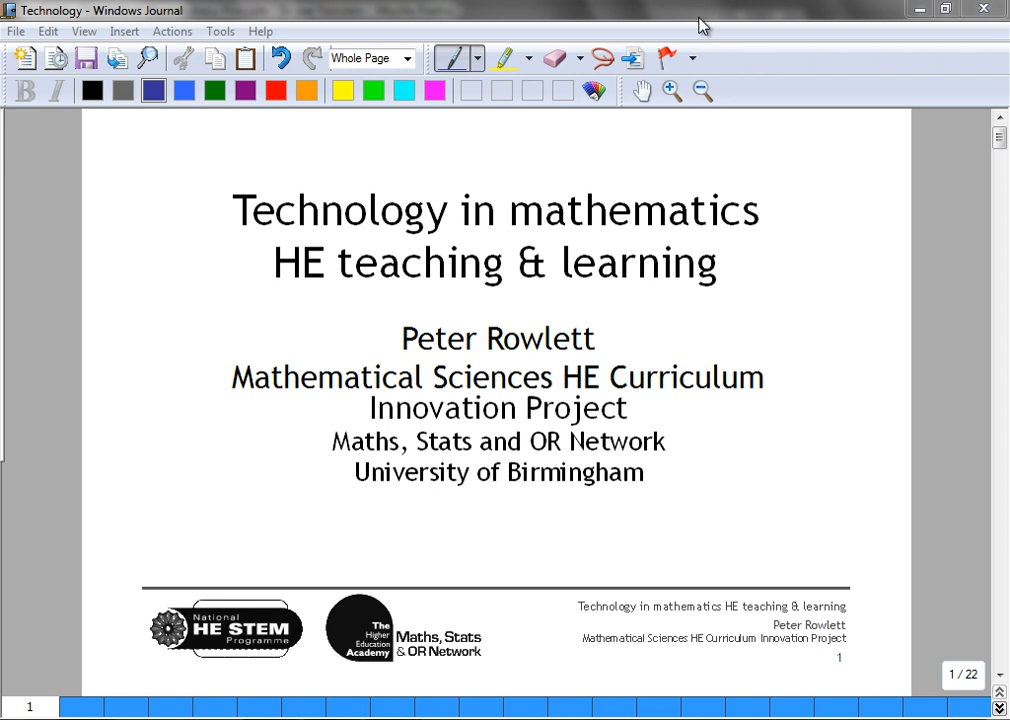 Technology - Windows Journal
File Edit View Insert Actions Tools Help
Whole Page
B I
Technology in mathematics
HE teaching & learning
Peter Rowlett
Mathematical Sciences HE Curriculum
Innovation Project
Maths, Stats and OR Network
University of Birmingham
National
HE STEM
Programme
The
Higher
Education
Academy
Maths, Stats
& OR Network
Technology in mathematics HE teaching & learning
Peter Rowlett
Mathematical Sciences HE Curriculum Innovation Project
1
1 / 22
1